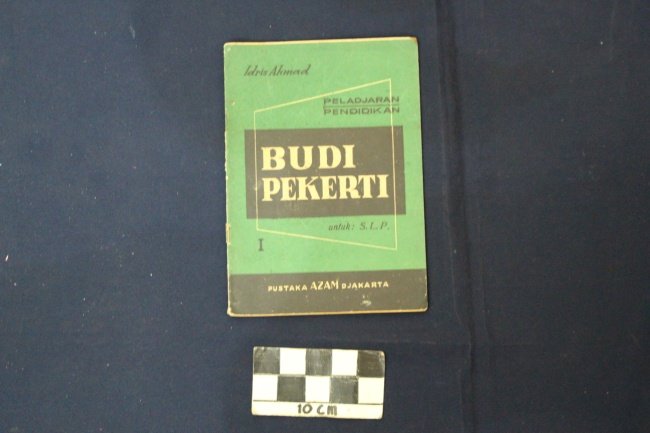 Idris Ahmad
PELADJARAN
PENDIDIKAN
BUDI
PEKERTI
untuk: S.L.P.
I
PUSTAKA AZAM DJAKARTA
10 CM